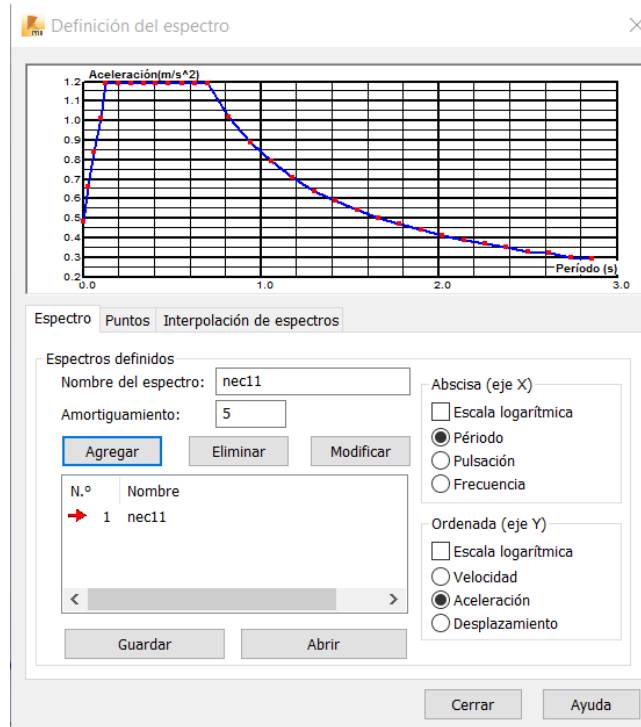 Definición del espectro
Aceleración(m/s^2)
1.2
1.1
1.0
0.9
0.8
0.7
0.6
0.5
0.4
0.3
0.2
Período (s)
0.0 1.0 2.0 3.0
Espectro Puntos Interpolación de espectros
Espectros definidos
Nombre del espectro: nec11
Amortiguamiento: 5
Agregar Eliminar Modificar
N.º Nombre
1 nec11
Guardar Abrir
Abscisa (eje X)
Escala logarítmica
Périodo
Pulsación
Frecuencia
Ordenada (eje Y)
Escala logarítmica
Velocidad
Aceleración
Desplazamiento
Cerrar Ayuda